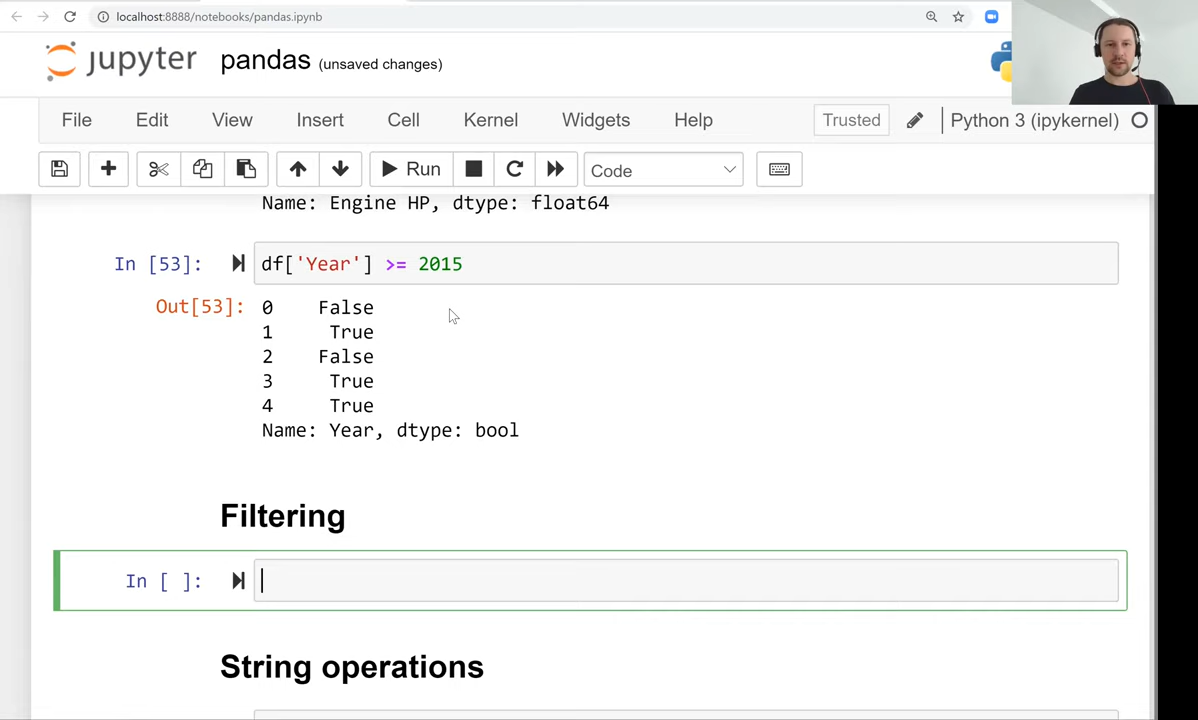 localhost:8888/notebooks/pandas.ipynb
jupyter pandas (unsaved changes)
File Edit View Insert Cell Kernel Widgets Help Trusted Python 3 (ipykernel)
Run Code
Name: Engine HP, dtype: float64
In [53]: df['Year'] >= 2015
Out[53]: 0 False
1 True
2 False
3 True
4 True
Name: Year, dtype: bool
Filtering
In [ ]:
String operations